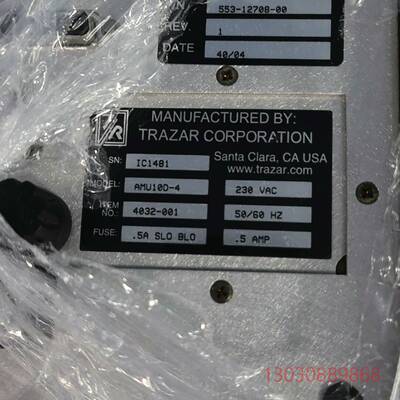 553-12708-00
REV.
1
DATE
40/04
MANUFACTURED BY:
TRAZAR CORPORATION
Santa Clara, CA USA
www.trazar.com
SN: IC1481
MODEL: AMU10D-4 230 VAC
ITEM NO.: 4032-001 50/60 HZ
FUSE: .5A SLO BLO .5 AMP
13030889868